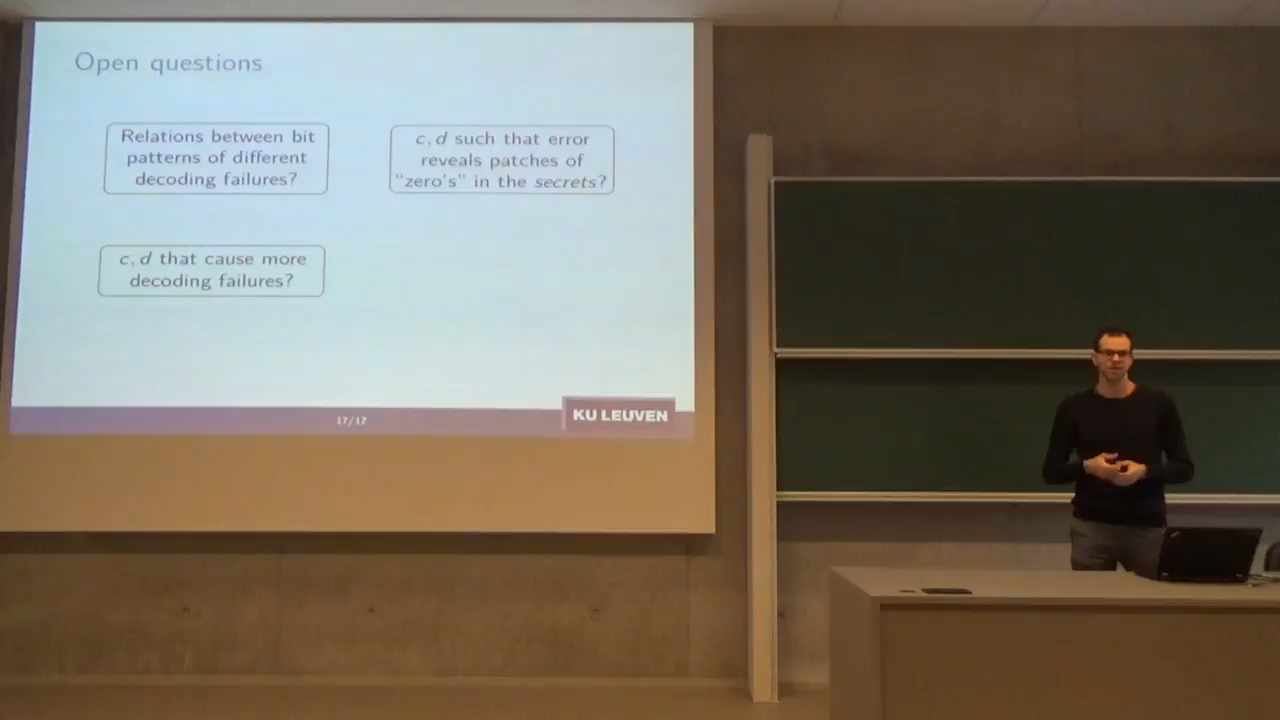 Open questions
Relations between bit
patterns of different
decoding failures?
c, d such that error
reveals patches of
"zero's" in the secrets?
c, d that cause more
decoding failures?
17/17
KU LEUVEN